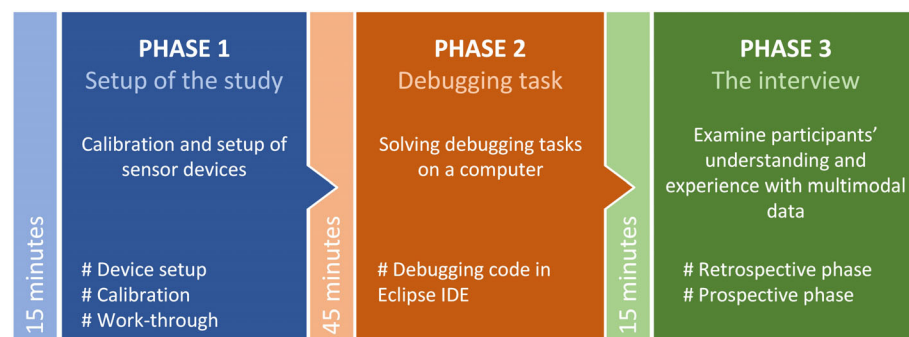 15 minutes
PHASE 1
Setup of the study
Calibration and setup of
sensor devices
# Device setup
# Calibration
# Work-through
45 minutes
PHASE 2
Debugging task
Solving debugging tasks
on a computer
# Debugging code in
Eclipse IDE
15 minutes
PHASE 3
The interview
Examine participants’
understanding and
experience with multimodal
data
# Retrospective phase
# Prospective phase